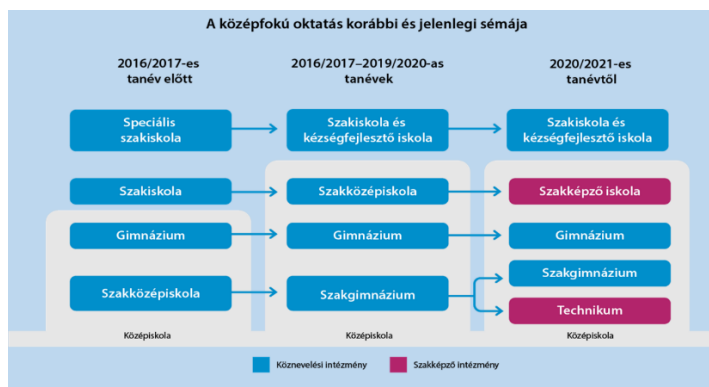 A középfokú oktatás korábbi és jelenlegi sémája
2016/2017-es
tanév előtt
2016/2017–2019/2020-as
tanévek
2020/2021-es
tanévtől
Speciális
szakiskola
Szakiskola és
kézségfejlesztő iskola
Szakiskola és
kézségfejlesztő iskola
Szakiskola
Szakközépiskola
Szakképző iskola
Gimnázium
Gimnázium
Gimnázium
Szakközépiskola
Szakgimnázium
Szakgimnázium
Technikum
Középiskola
Középiskola
Középiskola
Köznevelési intézmény
Szakképző intézmény